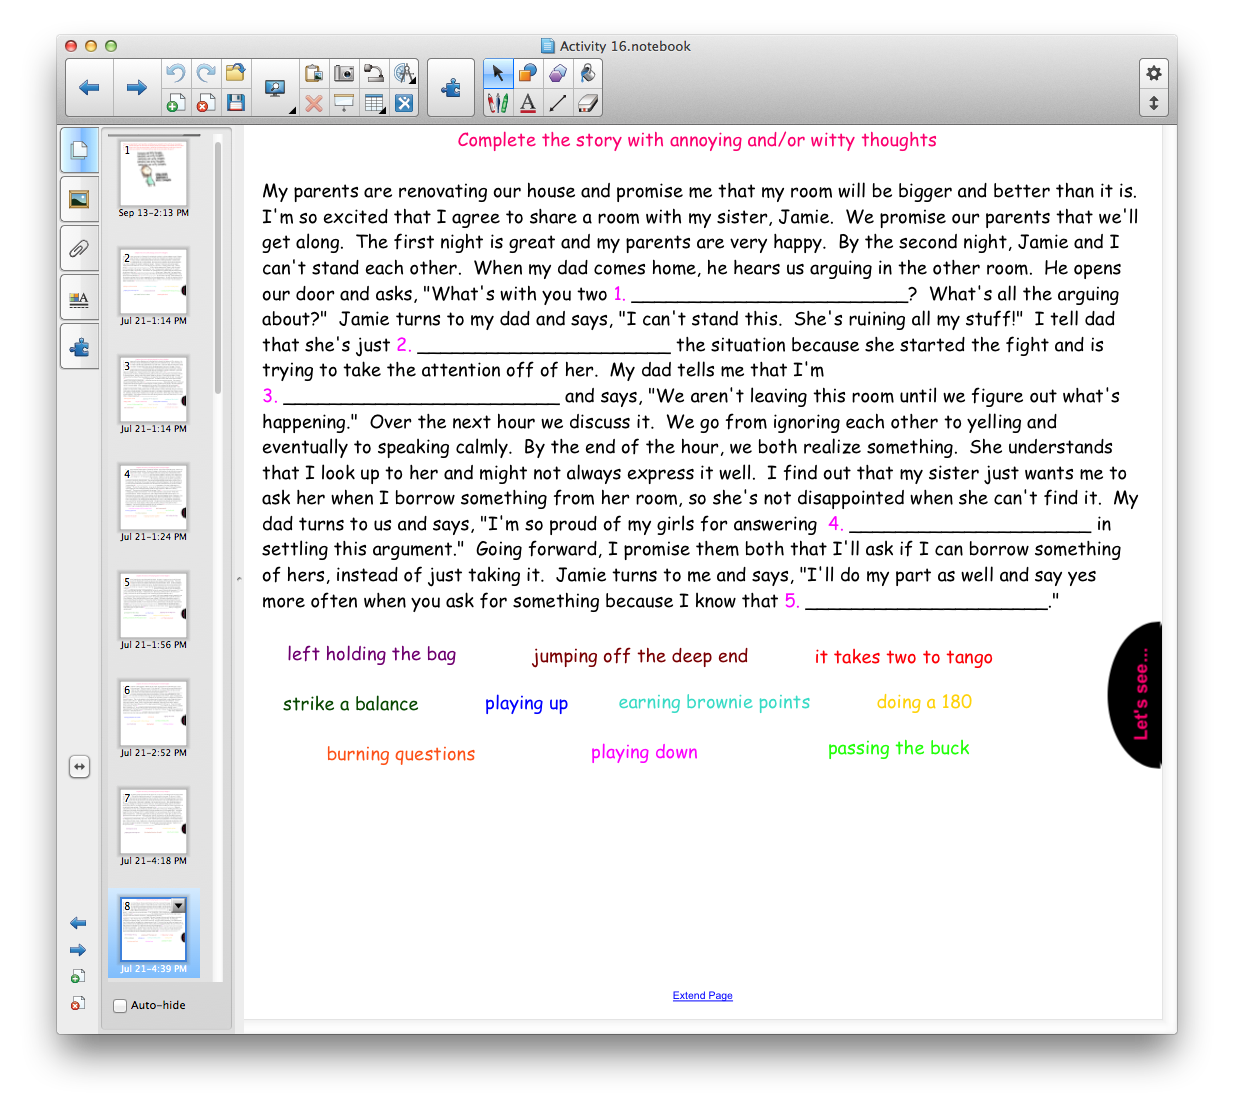 Activity 16.notebook
Complete the story with annoying and/or witty thoughts
My parents are renovating our house and promise me that my room will be bigger and better than it is.
I'm so excited that I agree to share a room with my sister, Jamie. We promise our parents that we'll
get along. The first night is great and my parents are very happy. By the second night, Jamie and I
can't stand each other. When my dad comes home, he hears us arguing in the other room. He opens
our door and asks, "What's with you two 1. __________________________? What's all the arguing
about?" Jamie turns to my dad and says, "I can't stand this. She's ruining all my stuff!" I tell dad
that she's just 2. ________________________ the situation because she started the fight and is
trying to take the attention off of her. My dad tells me that I'm
3. __________________________ and says, "We aren't leaving this room until we figure out what's
happening." Over the next hour we discuss it. We go from ignoring each other to yelling and
eventually to speaking calmly. By the end of the hour, we both realize something. She understands
that I look up to her and might not always express it well. I find out that my sister just wants me to
ask her when I borrow something from her room, so she's not disappointed when she can't find it. My
dad turns to us and says, "I'm so proud of my girls for answering 4. _______________________ in
settling this argument." Going forward, I promise them both that I'll ask if I can borrow something
of hers, instead of just taking it. Jamie turns to me and says, "I'll do my part as well and say yes
more often when you ask for something because I know that 5. _______________________."
left holding the bag jumping off the deep end it takes two to tango
strike a balance playing up earning brownie points doing a 180
burning questions playing down passing the buck
Let's see...
Extend Page
1
Sep 13-2:13 PM
2
Jul 21-1:14 PM
3
Jul 21-1:14 PM
4
Jul 21-1:24 PM
5
Jul 21-1:56 PM
6
Jul 21-2:52 PM
7
Jul 21-4:18 PM
8
Jul 21-4:39 PM
Auto-hide